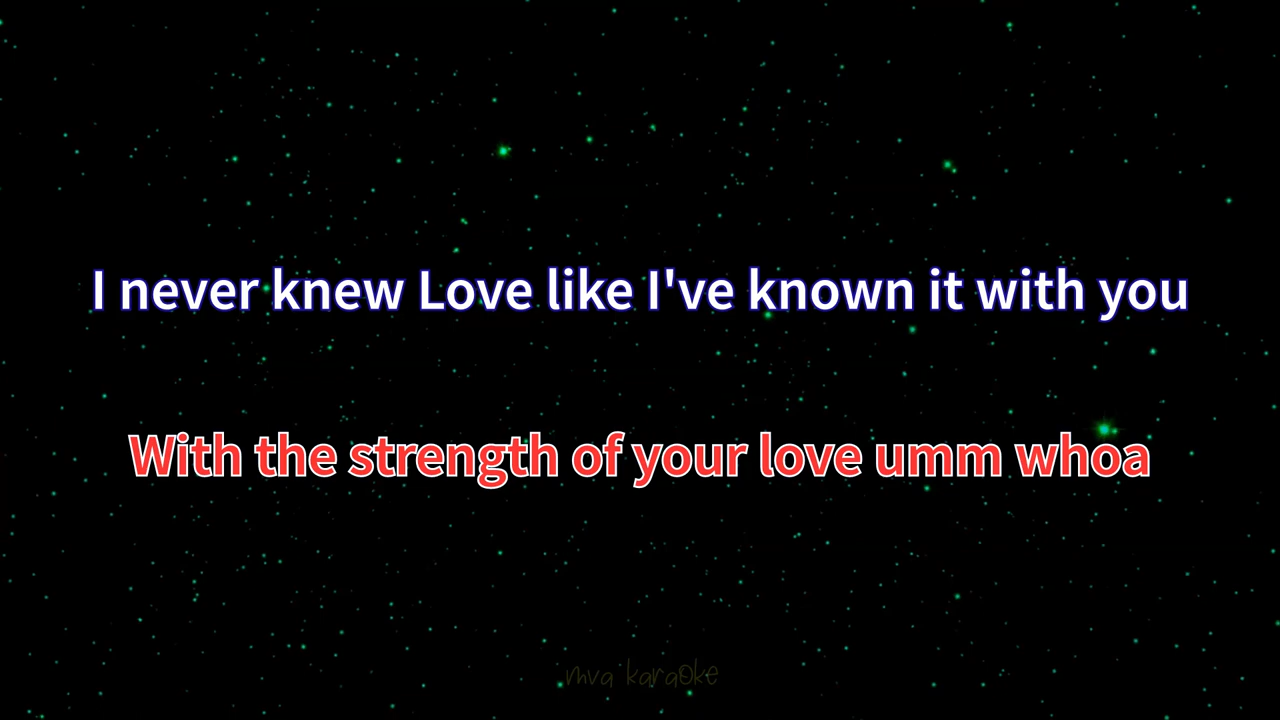 I never knew Love like I've known it with you
With the strength of your love umm whoa
mva karaoke